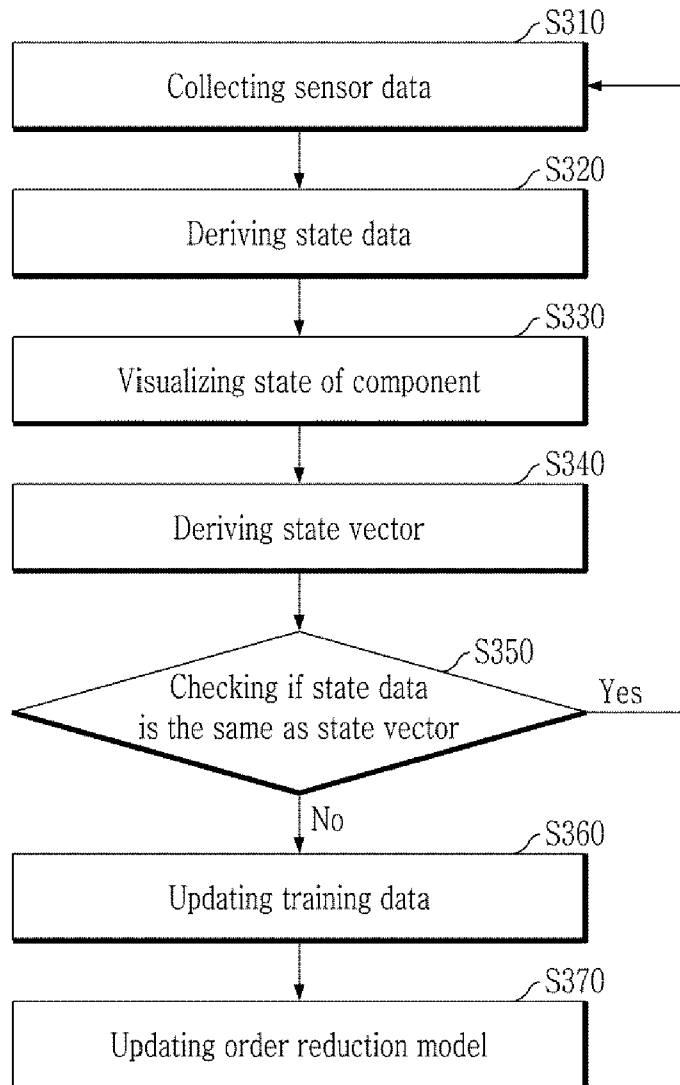 S310
Collecting sensor data
S320
Deriving state data
S330
Visualizing state of component
S340
Deriving state vector
S350
Checking if state data
is the same as state vector
Yes
No
S360
Updating training data
S370
Updating order reduction model